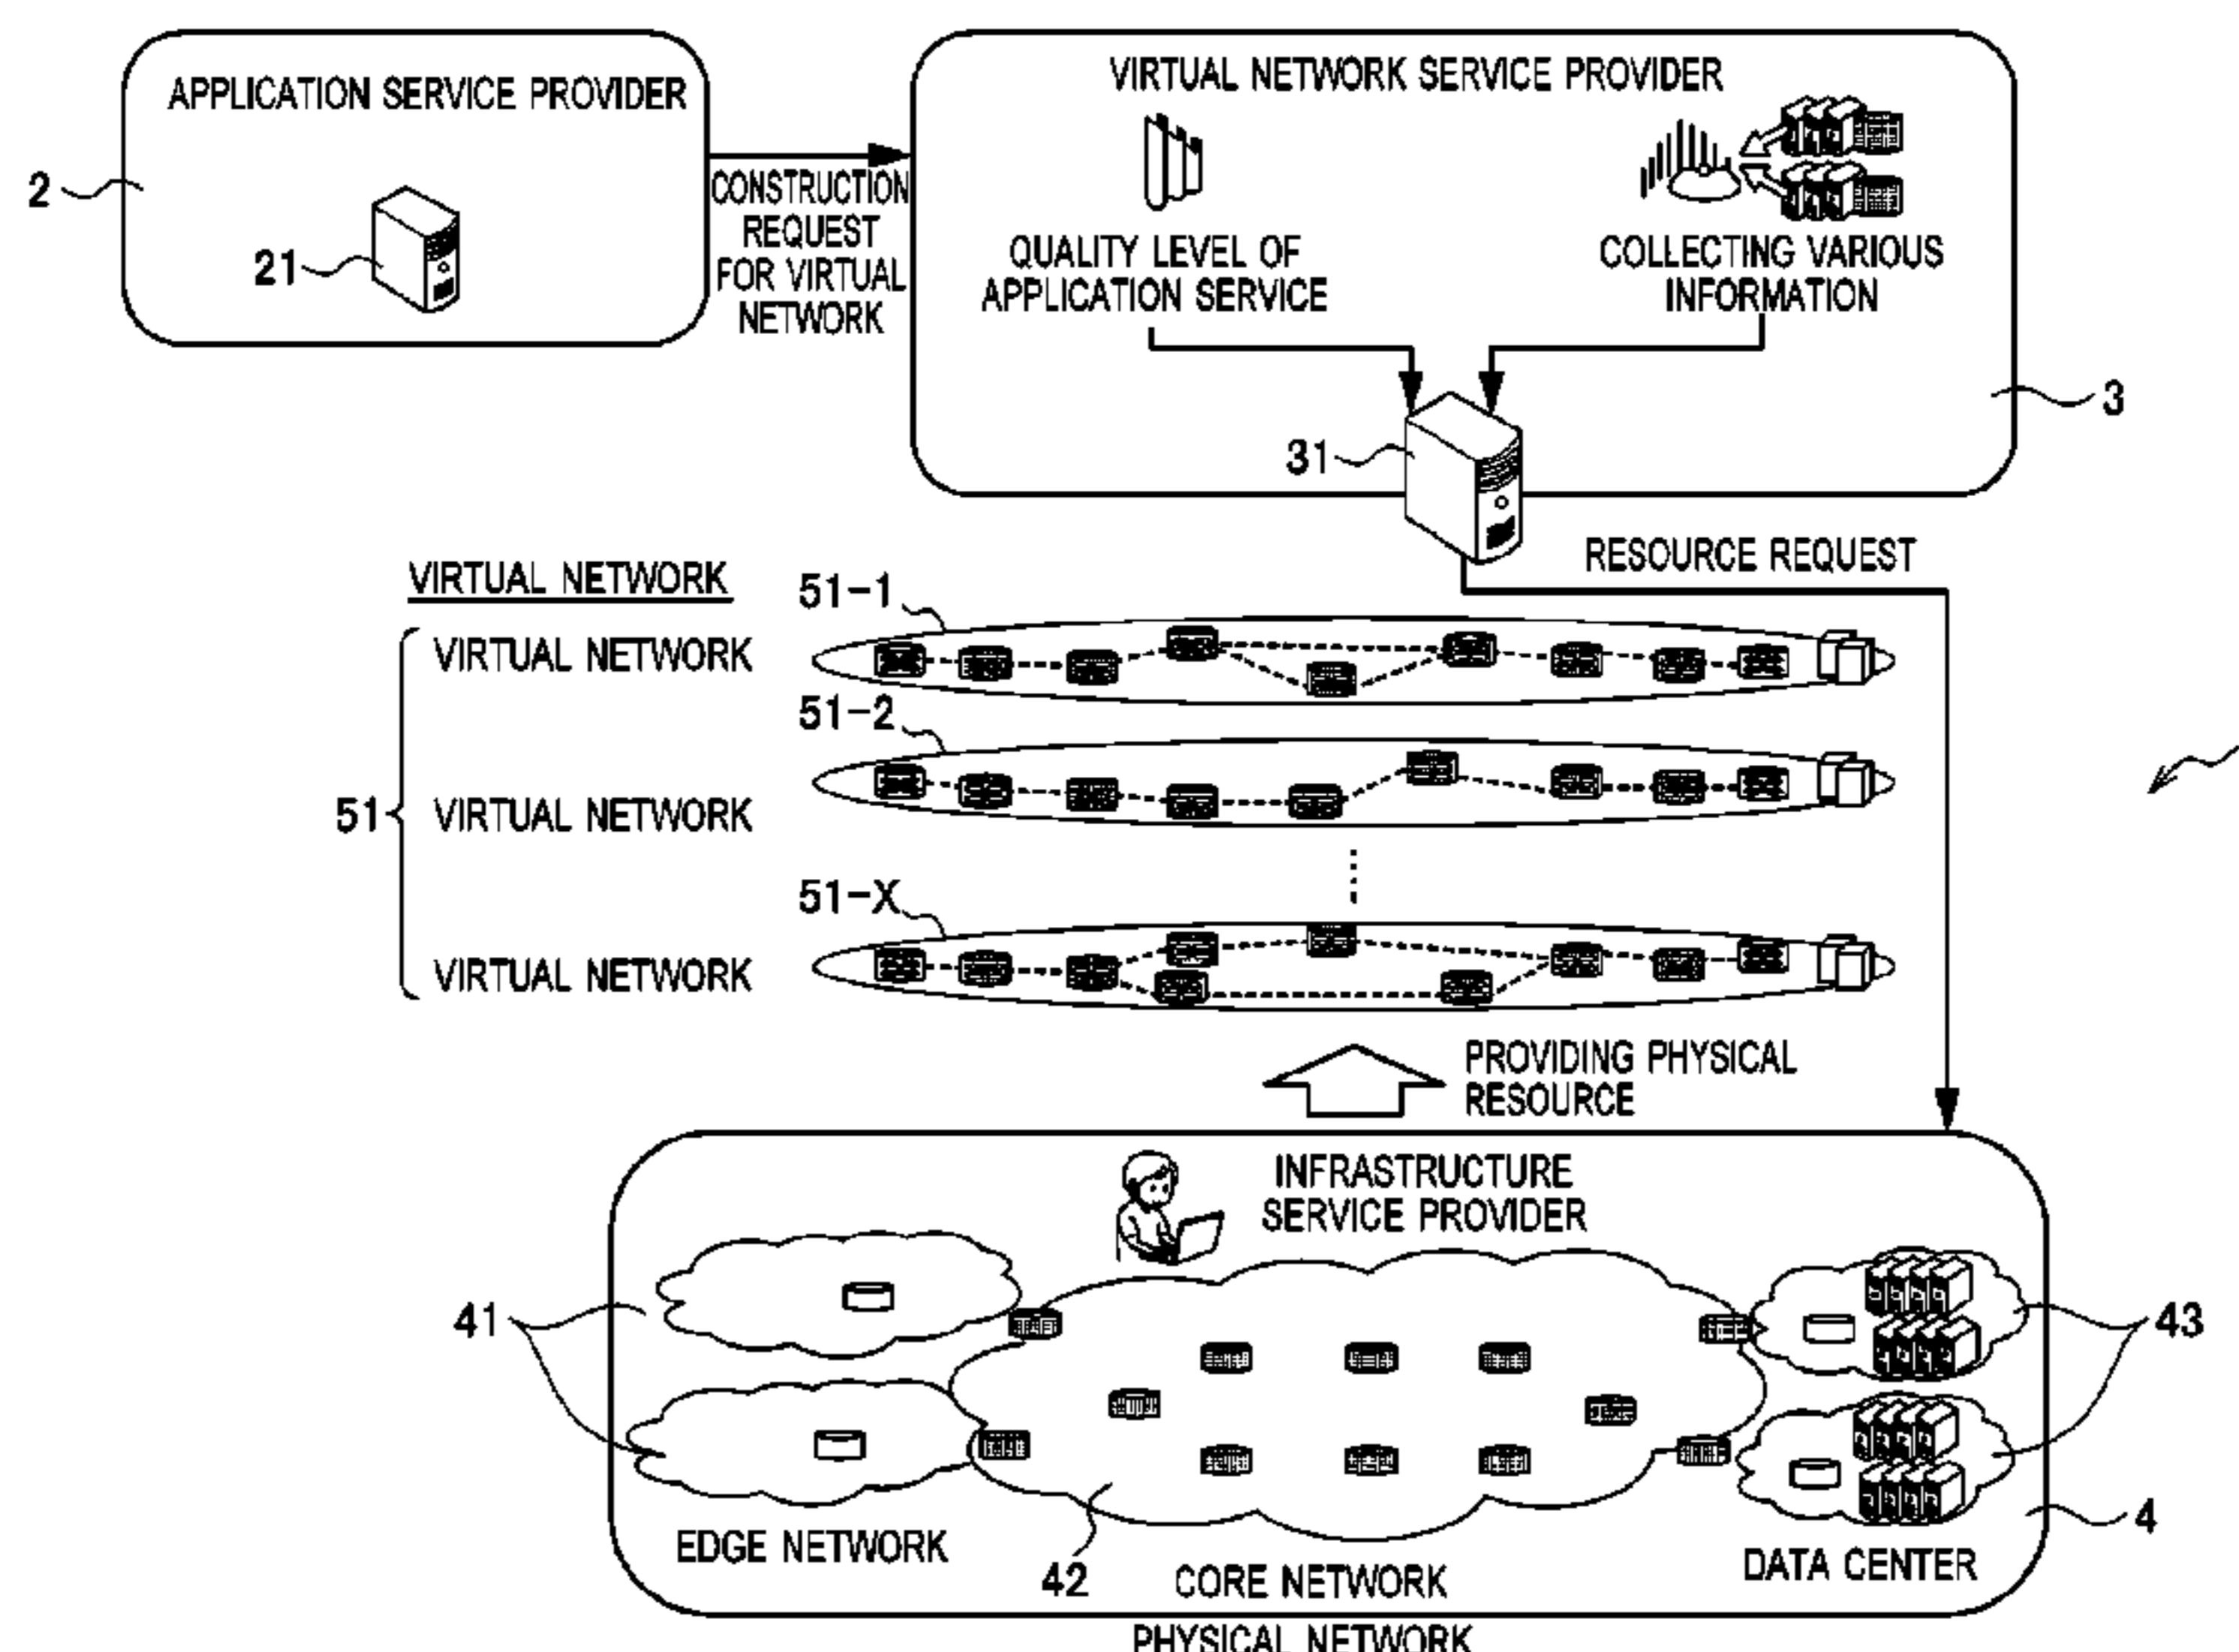 APPLICATION SERVICE PROVIDER
2
21
CONSTRUCTION
REQUEST
FOR VIRTUAL
NETWORK
VIRTUAL NETWORK SERVICE PROVIDER
QUALITY LEVEL OF
APPLICATION SERVICE
COLLECTING VARIOUS
INFORMATION
3
31
RESOURCE REQUEST
VIRTUAL NETWORK
51-1
VIRTUAL NETWORK
51-2
51
VIRTUAL NETWORK
51-X
VIRTUAL NETWORK
PROVIDING PHYSICAL
RESOURCE
INFRASTRUCTURE
SERVICE PROVIDER
41
43
4
EDGE NETWORK
42
CORE NETWORK
DATA CENTER
PHYSICAL NETWORK